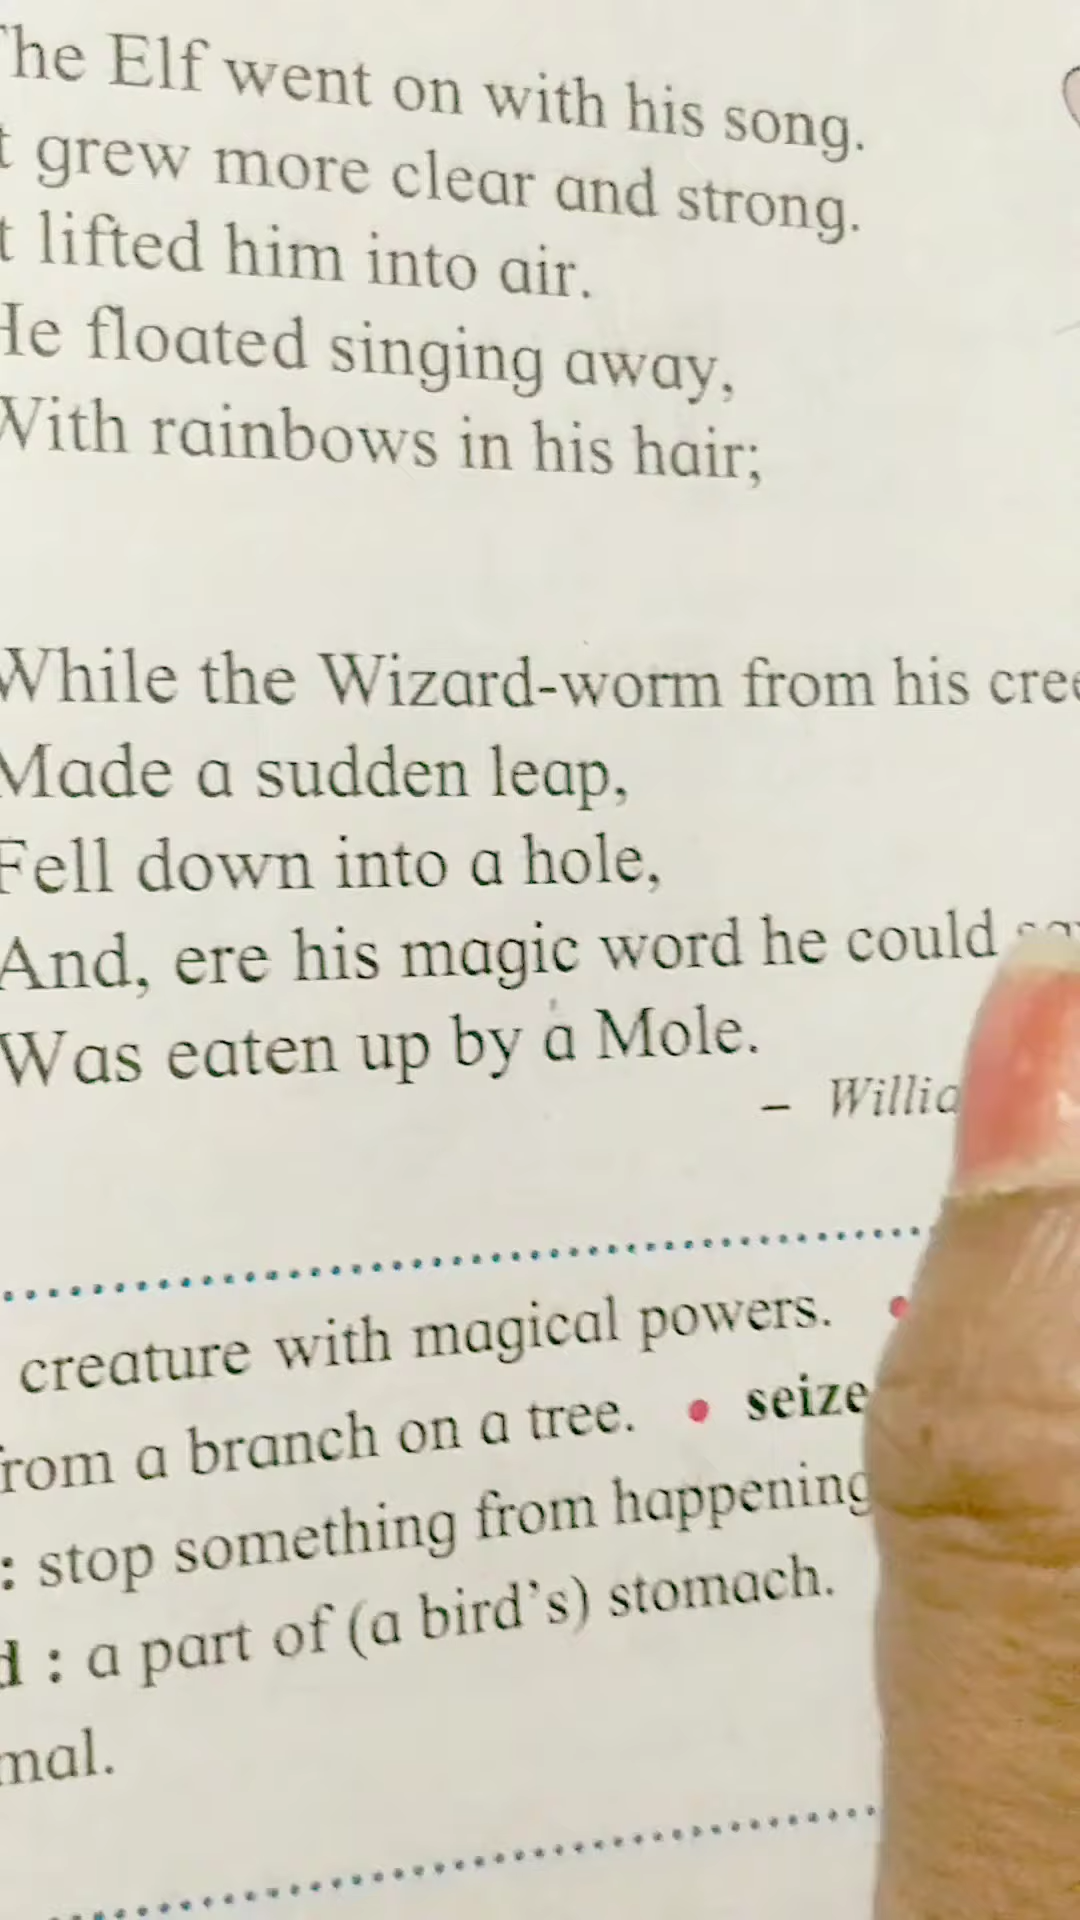 The Elf went on with his song.
t grew more clear and strong.
t lifted him into air.
He floated singing away,
With rainbows in his hair;
While the Wizard-worm from his cree
Made a sudden leap,
Fell down into a hole,
And, ere his magic word he could
Was eaten up by a Mole.
– Willia
creature with magical powers. •
from a branch on a tree. • seize
: stop something from happening
d : a part of (a bird's) stomach.
mal.